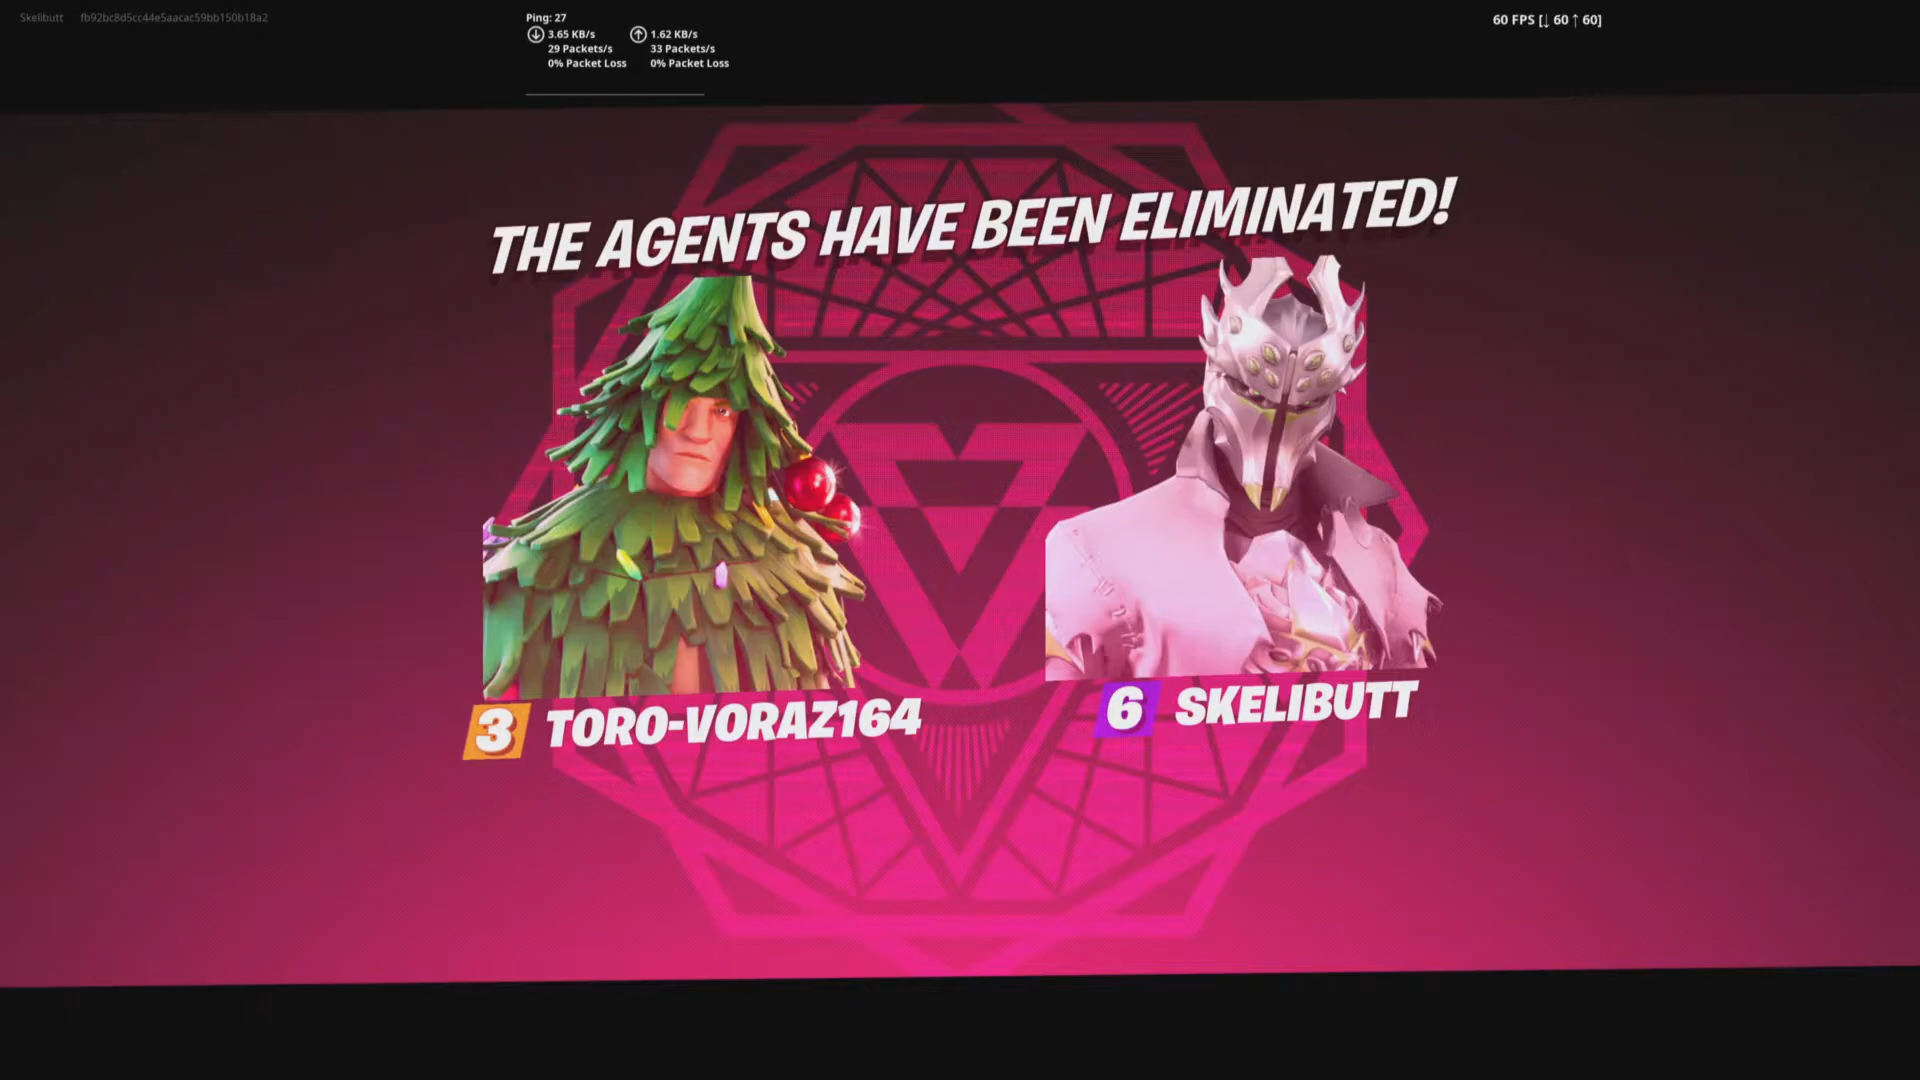 Skelibutt fb92bc8d5cc44e5aacac59bb150b18a2
Ping: 27
3.65 KB/s 1.62 KB/s
29 Packets/s 33 Packets/s
0% Packet Loss 0% Packet Loss
60 FPS [↓ 60 ↑ 60]
THE AGENTS HAVE BEEN ELIMINATED!
3 TORO-VORAZ164
6 SKELIBUTT